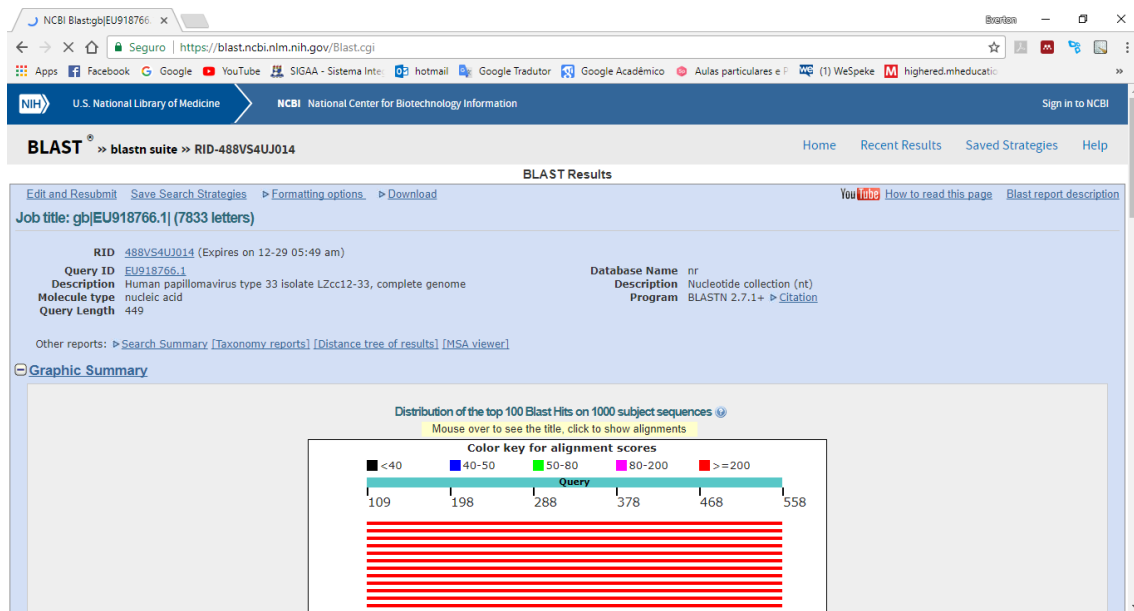 NCBI Blast:gb|EU918766.
Everton
Seguro | https://blast.ncbi.nlm.nih.gov/Blast.cgi
Apps Facebook Google YouTube SIGAA - Sistema Inte hotmail Google Tradutor Google Acadêmico Aulas particulares e P (1) WeSpeke highered.mheducatio »
NIH U.S. National Library of Medicine NCBI National Center for Biotechnology Information Sign in to NCBI
BLAST ® » blastn suite » RID-488VS4UJ014 Home Recent Results Saved Strategies Help
BLAST Results
Edit and Resubmit Save Search Strategies Formatting options Download YouTube How to read this page Blast report description
Job title: gb|EU918766.1| (7833 letters)
RID 488VS4UJ014 (Expires on 12-29 05:49 am)
Query ID EU918766.1 Database Name nr
Description Human papillomavirus type 33 isolate LZcc12-33, complete genome Description Nucleotide collection (nt)
Molecule type nucleic acid Program BLASTN 2.7.1+ Citation
Query Length 449
Other reports: Search Summary [Taxonomy reports] [Distance tree of results] [MSA viewer]
Graphic Summary
Distribution of the top 100 Blast Hits on 1000 subject sequences
Mouse over to see the title, click to show alignments
Color key for alignment scores
<40 40-50 50-80 80-200 >=200
Query
109 198 288 378 468 558